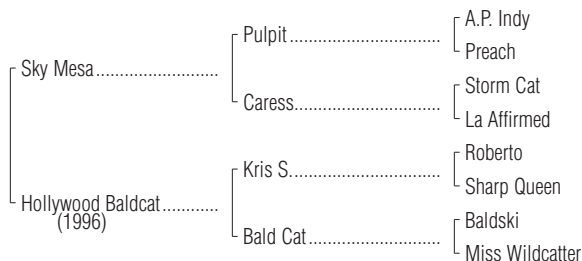 A.P. Indy
Pulpit
Preach
Sky Mesa
Storm Cat
Caress
La Affirmed
Roberto
Kris S.
Sharp Queen
Hollywood Baldcat
(1996)
Baldski
Bald Cat
Miss Wildcatter